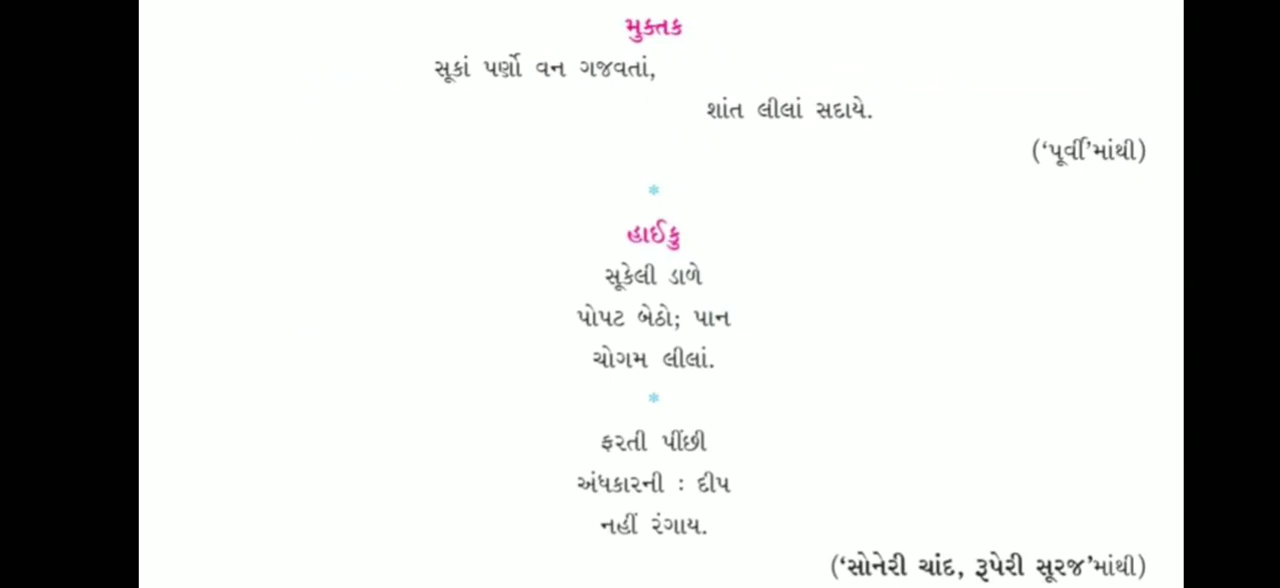 મુક્તક
સૂકાં પર્ણો વન ગજવતાં,
શાંત લીલાં સદાયે.
(‘પૂર્વી’માંથી)
*
હાઈકુ
સૂકેલી ડાળે
પોપટ બેઠો; પાન
ચોગમ લીલાં.
*
ફરતી પીંછી
અંધકારની : દીપ
નહીં રંગાય.
(‘સોનેરી ચાંદ, રૂપેરી સૂરજ’માંથી)